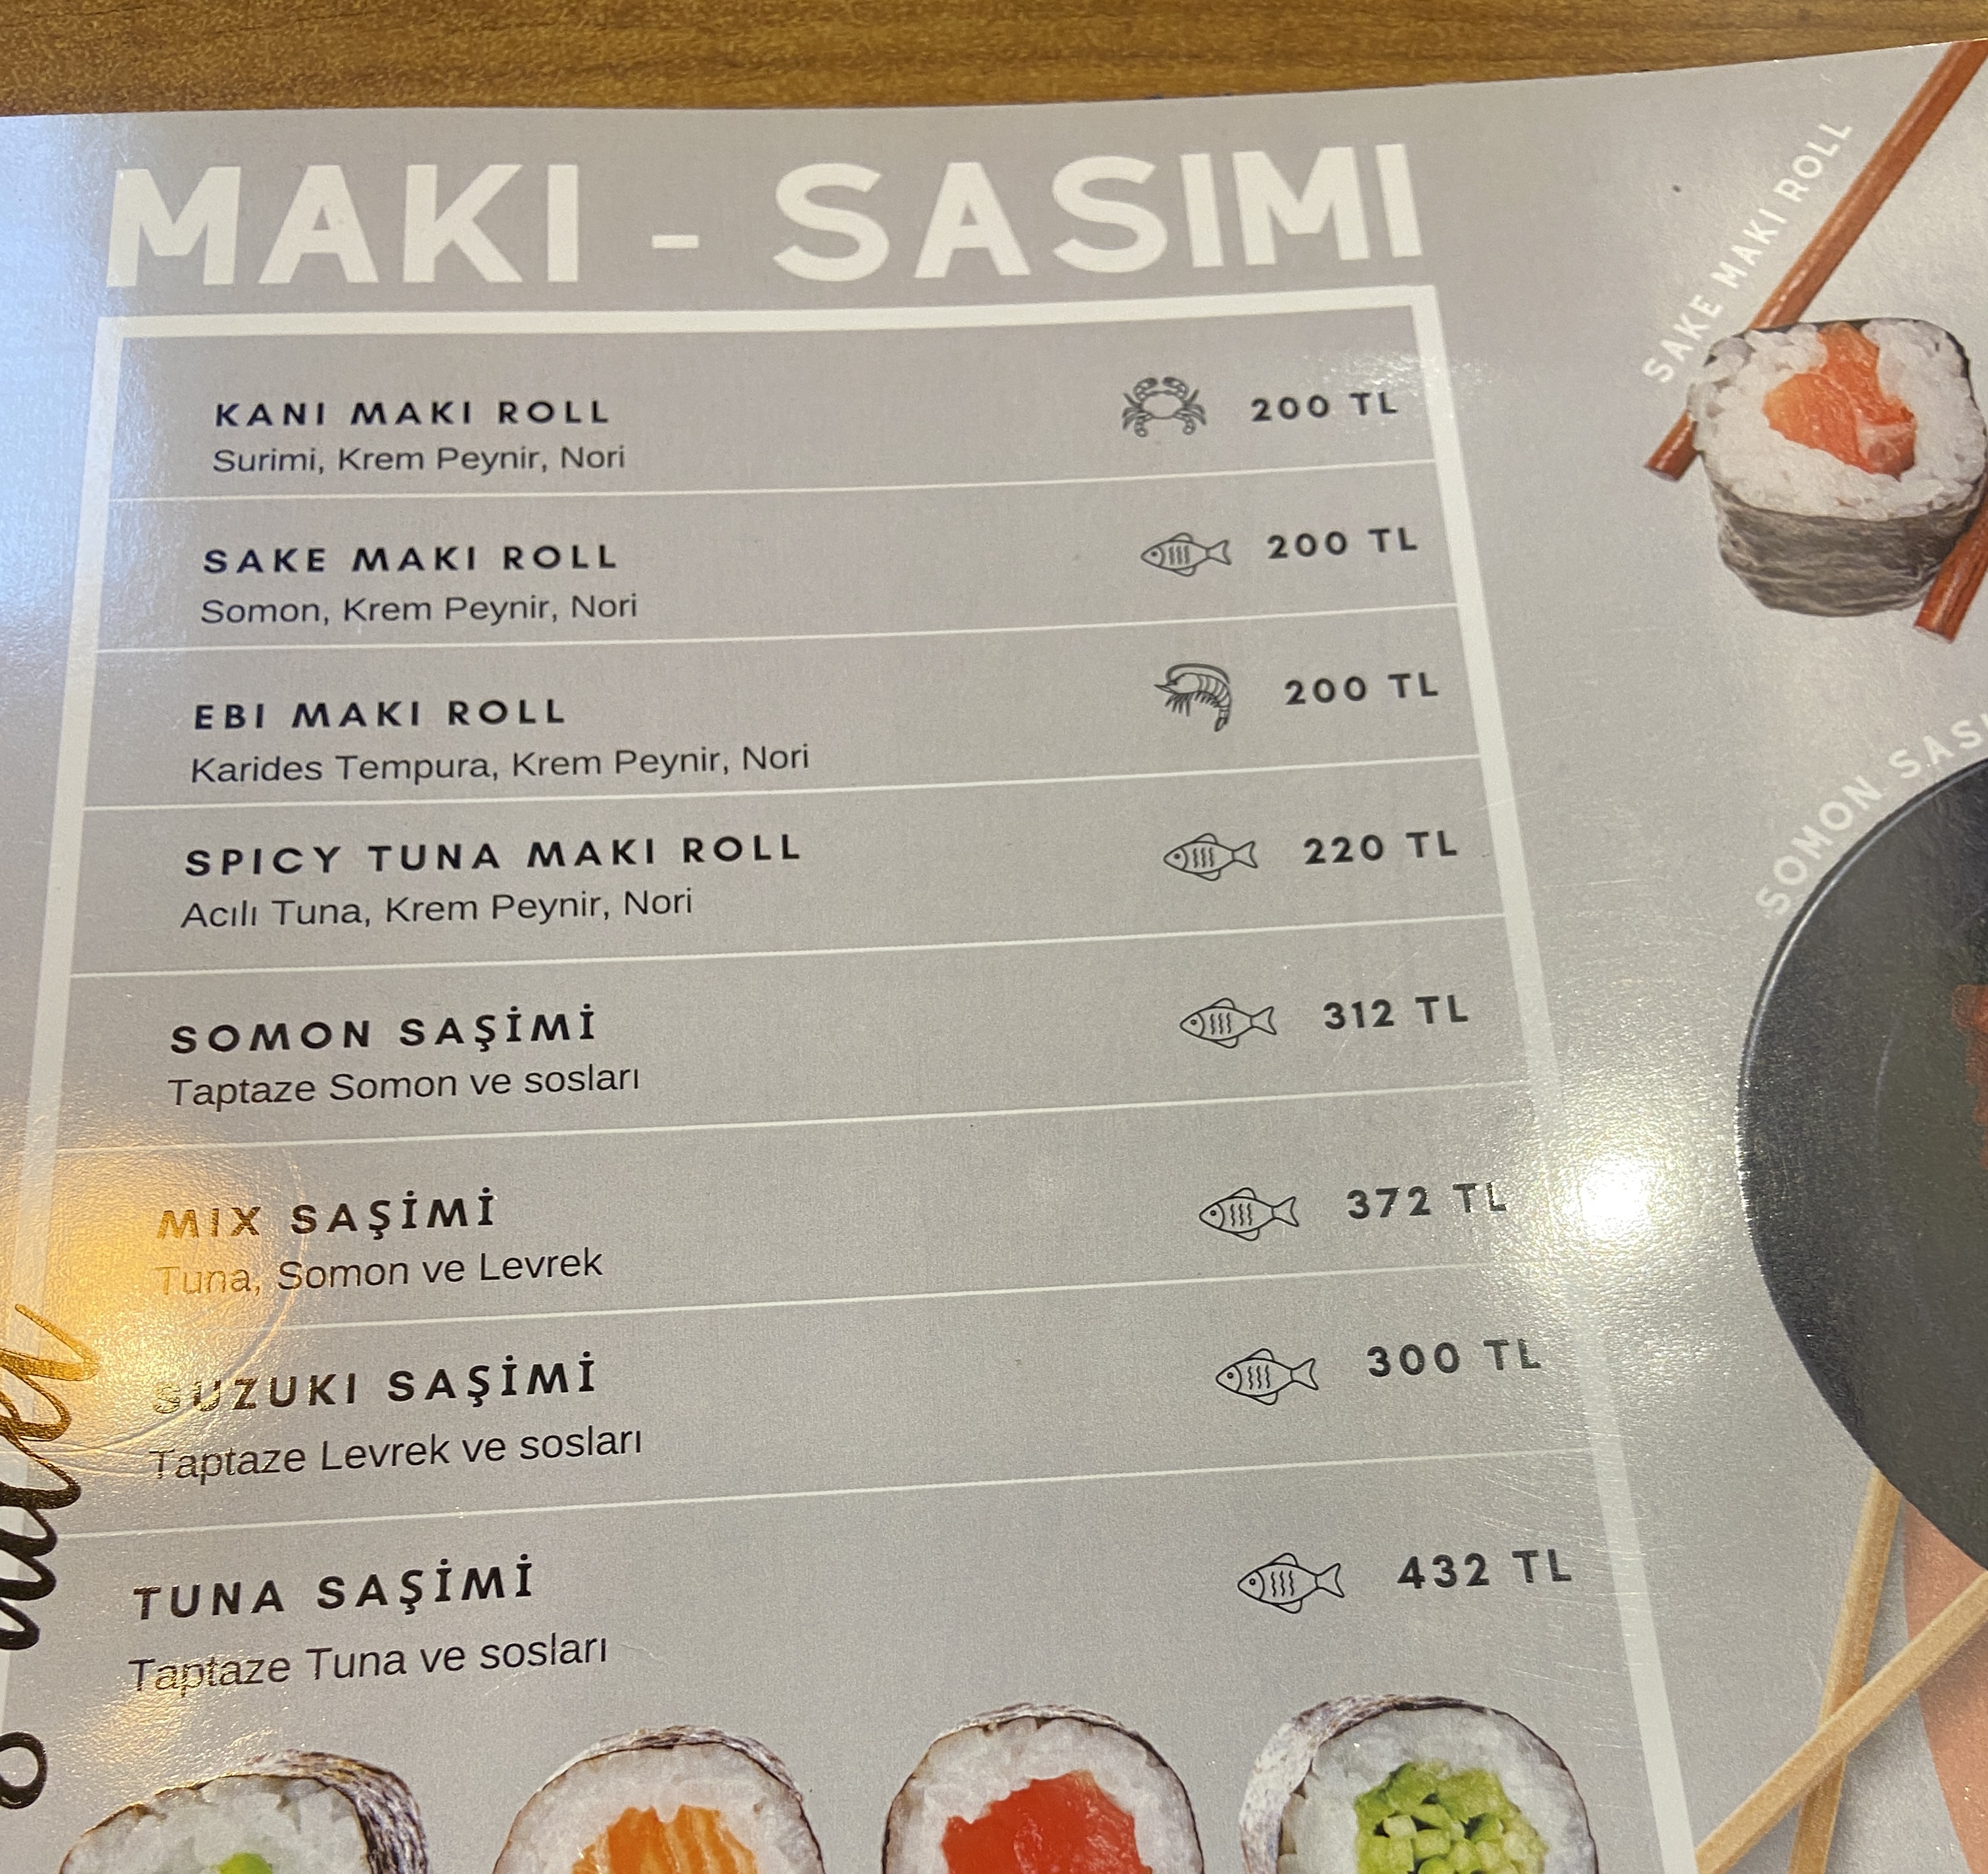 MAKI - SASIMI
KANI MAKI ROLL
200 TL
Surimi, Krem Peynir, Nori
SAKE MAKI ROLL
200 TL
Somon, Krem Peynir, Nori
EBI MAKI ROLL
200 TL
Karides Tempura, Krem Peynir, Nori
SPICY TUNA MAKI ROLL
220 TL
Acılı Tuna, Krem Peynir, Nori
SOMON SAŞİMİ
312 TL
Taptaze Somon ve sosları
MIX SAŞİMİ
372 TL
Tuna, Somon ve Levrek
SUZUKI SAŞİMİ
300 TL
Taptaze Levrek ve sosları
TUNA SAŞİMİ
432 TL
Taptaze Tuna ve sosları
SAKE MAKI ROLL
SOMON